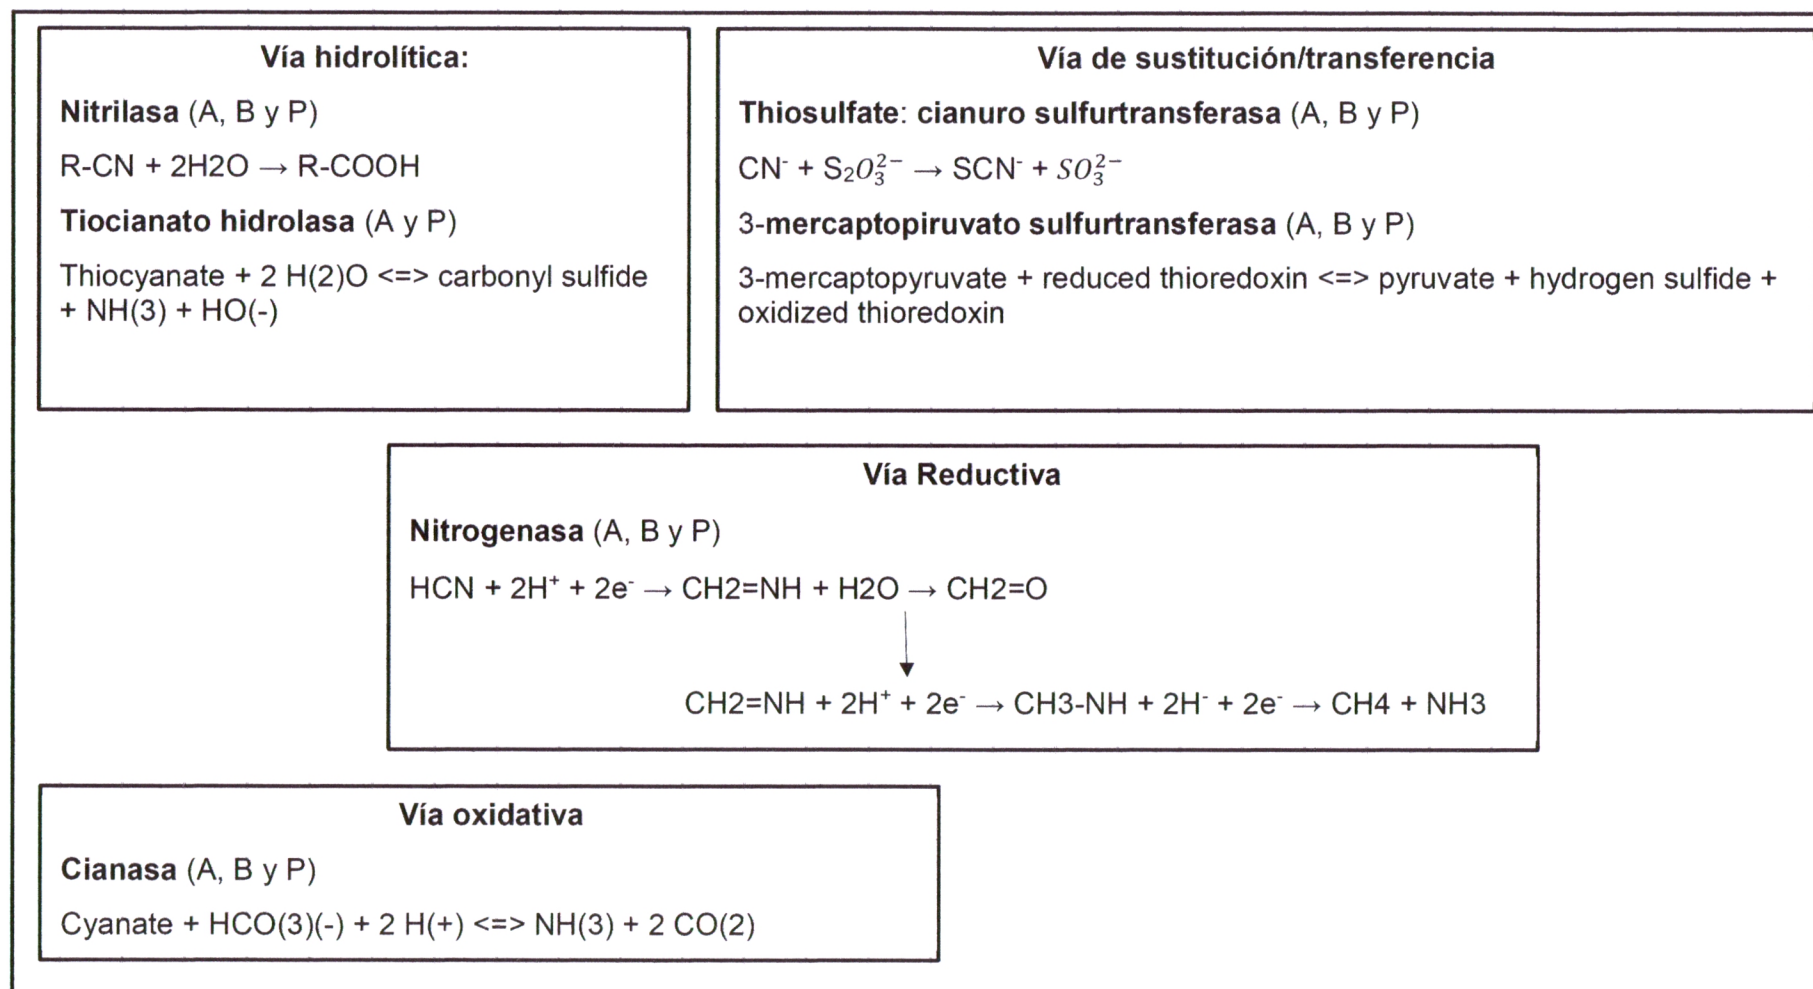 Vía hidrolítica:
Nitrilasa (A, B y P)
R-CN + 2H2O → R-COOH
Tiocianato hidrolasa (A y P)
Thiocyanate + 2 H(2)O <=> carbonyl sulfide
+ NH(3) + HO(-)
Vía de sustitución/transferencia
Thiosulfate: cianuro sulfurtransferasa (A, B y P)
CN⁻ + S₂O₃²⁻ → SCN⁻ + SO₃²⁻
3-mercaptopiruvato sulfurtransferasa (A, B y P)
3-mercaptopyruvate + reduced thioredoxin <=> pyruvate + hydrogen sulfide +
oxidized thioredoxin
Vía Reductiva
Nitrogenasa (A, B y P)
HCN + 2H⁺ + 2e⁻ → CH2=NH + H2O → CH2=O
CH2=NH + 2H⁺ + 2e⁻ → CH3-NH + 2H⁻ + 2e⁻ → CH4 + NH3
Vía oxidativa
Cianasa (A, B y P)
Cyanate + HCO(3)(-) + 2 H(+) <=> NH(3) + 2 CO(2)